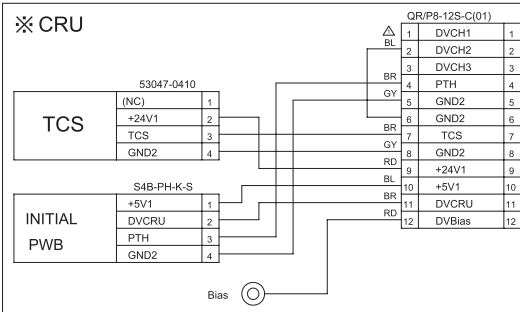 ※ CRU
QR/P8-12S-C(01)
1 DVCH1 1
BL 2 DVCH2 2
3 DVCH3 3
BR 4 PTH 4
GY 5 GND2 5
6 GND2 6
BR 7 TCS 7
GY 8 GND2 8
RD 9 +24V1 9
BL 10 +5V1 10
BR 11 DVCRU 11
RD 12 DVBias 12
53047-0410
TCS
(NC) 1
+24V1 2
TCS 3
GND2 4
S4B-PH-K-S
INITIAL
PWB
+5V1 1
DVCRU 2
PTH 3
GND2 4
Bias